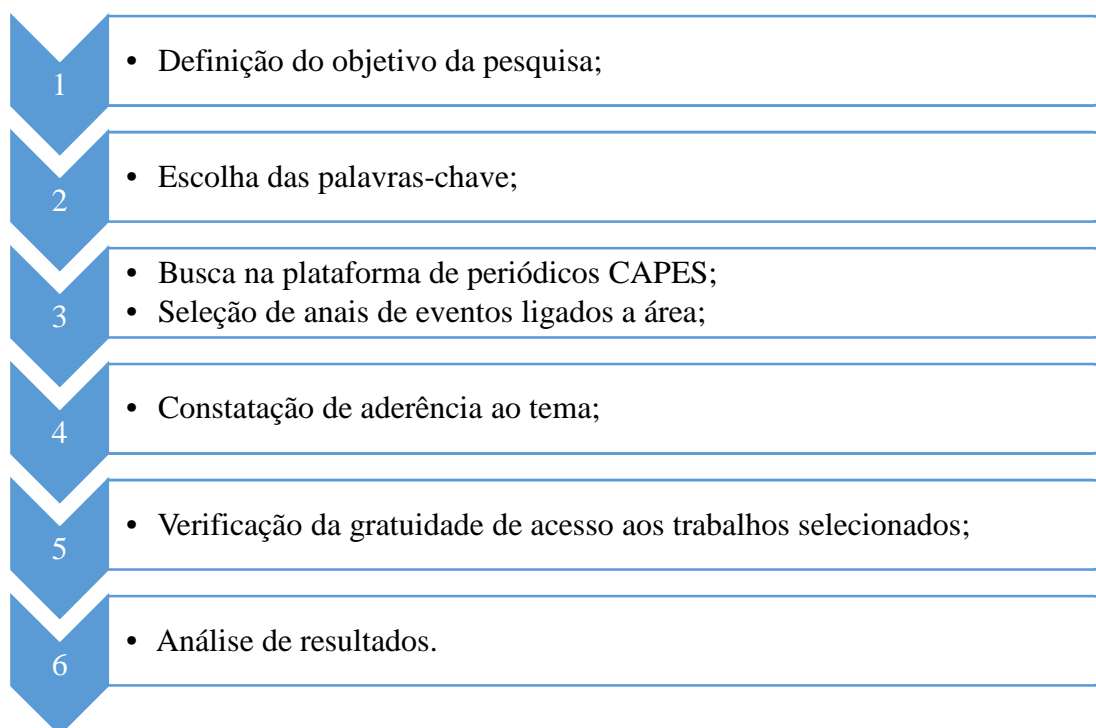 1
• Definição do objetivo da pesquisa;
2
• Escolha das palavras-chave;
3
• Busca na plataforma de periódicos CAPES;
• Seleção de anais de eventos ligados a área;
4
• Constatação de aderência ao tema;
5
• Verificação da gratuidade de acesso aos trabalhos selecionados;
6
• Análise de resultados.